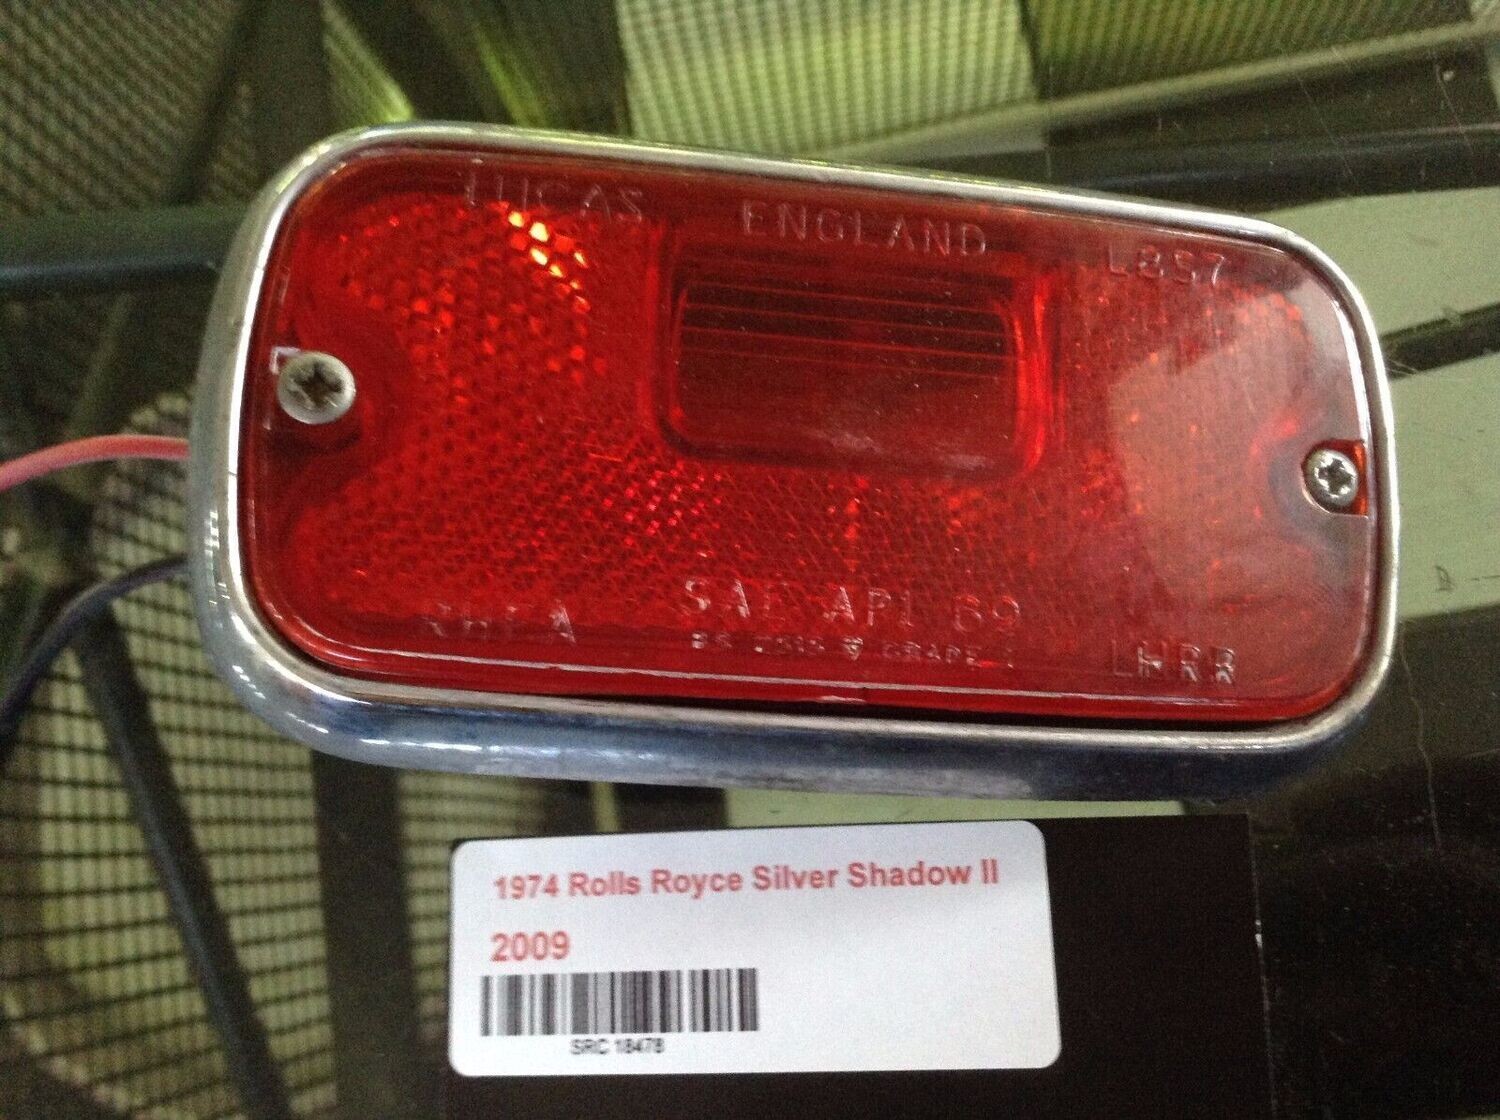 LUCAS ENGLAND L857
SAE AP1 69
LHRR
1974 Rolls Royce Silver Shadow II
2009
SRC 18478